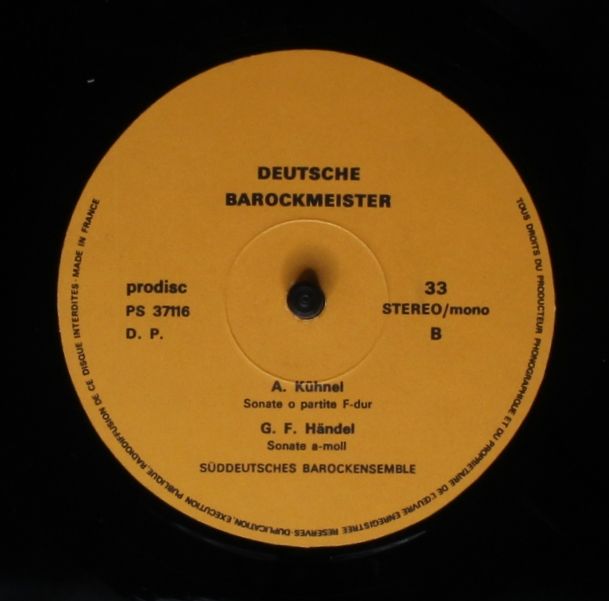 DEUTSCHE
BAROCKMEISTER
prodisc
PS 37116
D. P.
33
STEREO/mono
B
A. Kühnel
Sonate o partite F-dur
G. F. Händel
Sonate a-moll
SÜDDEUTSCHES BAROCKENSEMBLE
TOUS DROITS DU PRODUCTEUR PHONOGRAPHIQUE ET DU PROPRIETAIRE DE L'ŒUVRE ENREGISTREE RESERVES-DUPLICATION, EXECUTION PUBLIQUE, RADIODIFFUSION DE CE DISQUE INTERDITES-MADE IN FRANCE